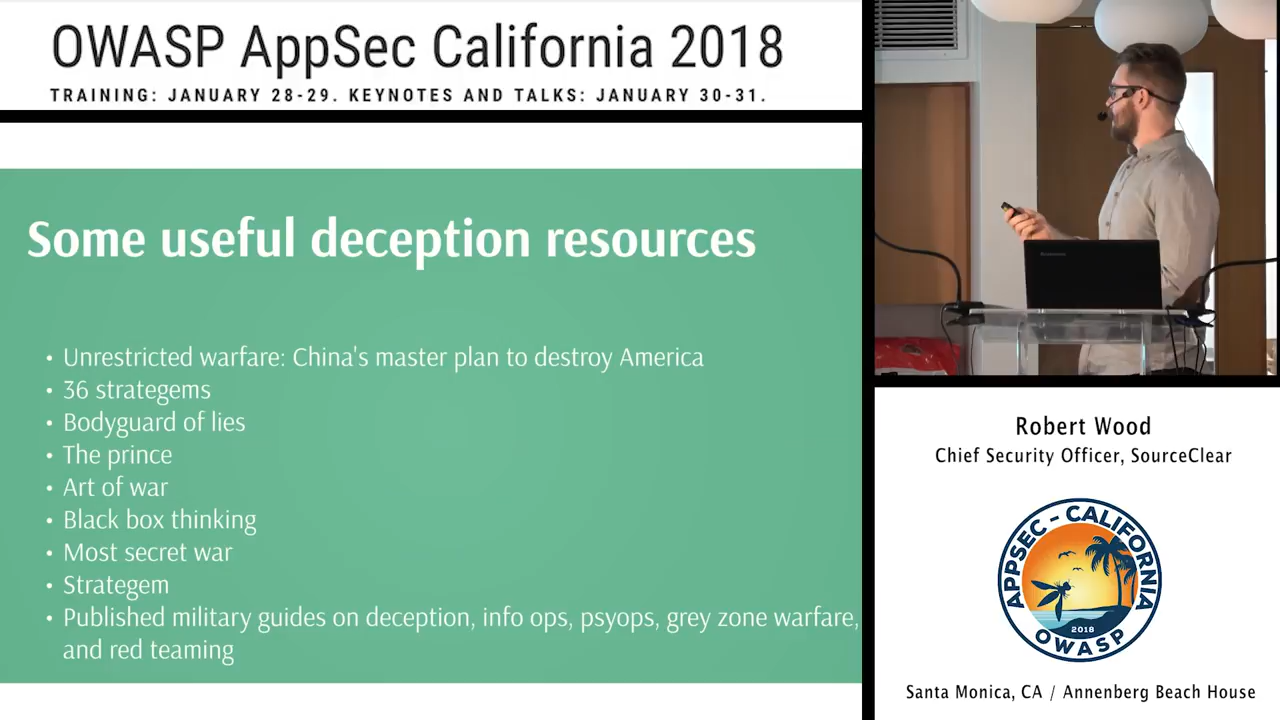 OWASP AppSec California 2018
TRAINING: JANUARY 28-29. KEYNOTES AND TALKS: JANUARY 30-31.
Some useful deception resources
• Unrestricted warfare: China's master plan to destroy America
• 36 strategems
• Bodyguard of lies
• The prince
• Art of war
• Black box thinking
• Most secret war
• Strategem
• Published military guides on deception, info ops, psyops, grey zone warfare,
and red teaming
Robert Wood
Chief Security Officer, SourceClear
APPSEC - CALIFORNIA
2018
OWASP
Santa Monica, CA / Annenberg Beach House